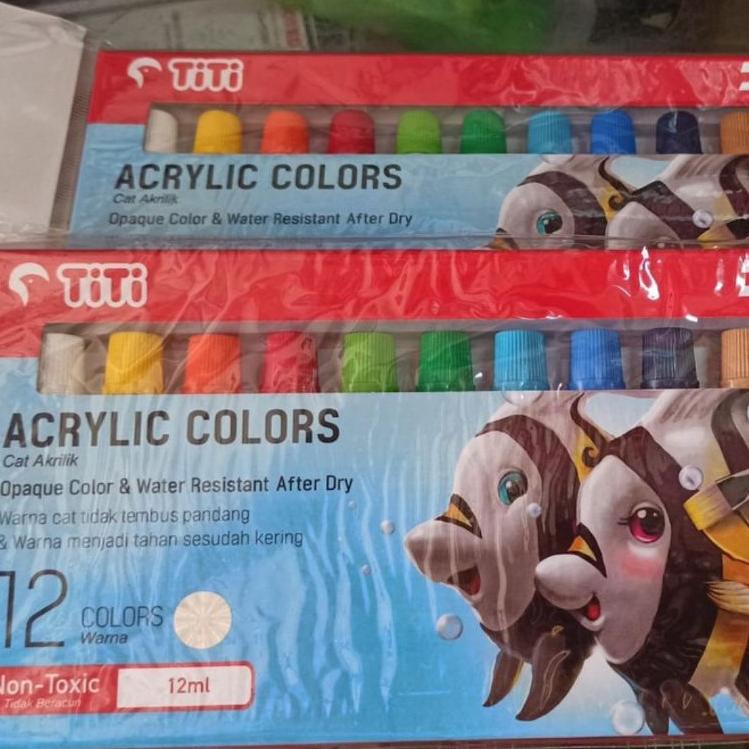 TiTi
ACRYLIC COLORS
Cat Akrilik
Opaque Color & Water Resistant After Dry
TiTi
ACRYLIC COLORS
Cat Akrilik
Opaque Color & Water Resistant After Dry
Warna cat tidak tembus pandang
& Warna menjadi tahan sesudah kering
12 COLORS
Warna
Non-Toxic 12ml
Tidak Beracun